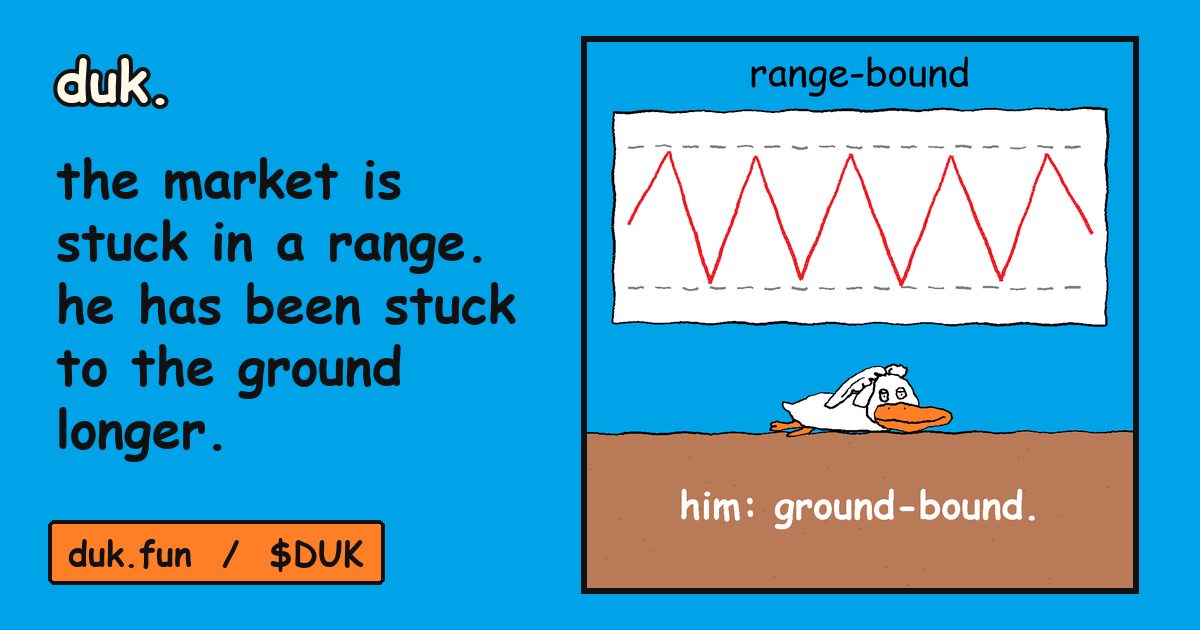 duk.
the market is
stuck in a range.
he has been stuck
to the ground
longer.
duk.fun / $DUK
range-bound
him: ground-bound.